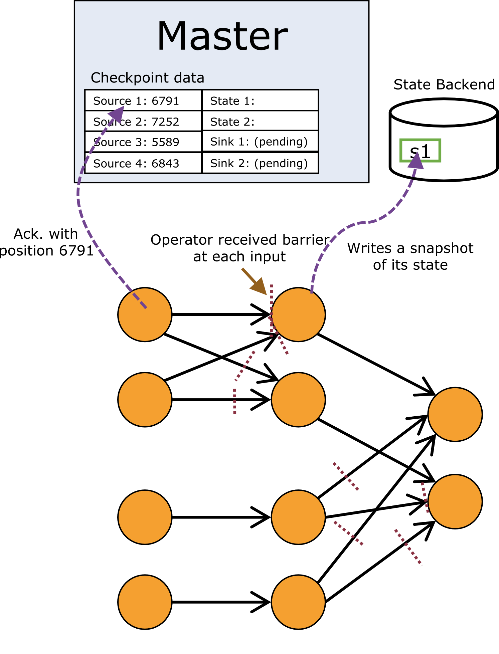 Master
Checkpoint data
Source 1: 6791 State 1:
Source 2: 7252 State 2:
Source 3: 5589 Sink 1: (pending)
Source 4: 6843 Sink 2: (pending)
State Backend
s1
Ack. with
position 6791
Operator received barrier
at each input
Writes a snapshot
of its state